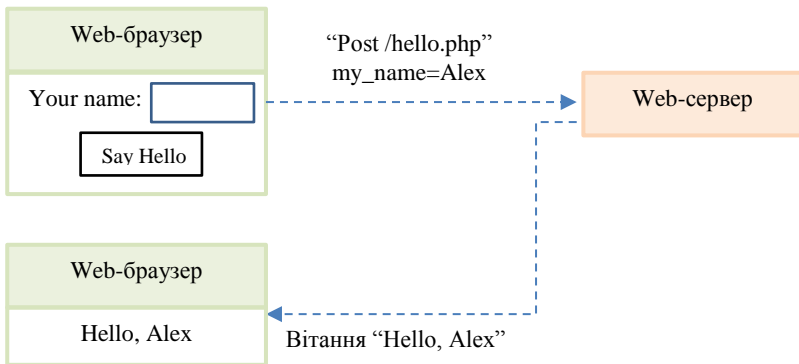 Web-браузер
Your name:
Say Hello
“Post /hello.php”
my_name=Alex
Web-сервер
Web-браузер
Hello, Alex
Вітання “Hello, Alex”